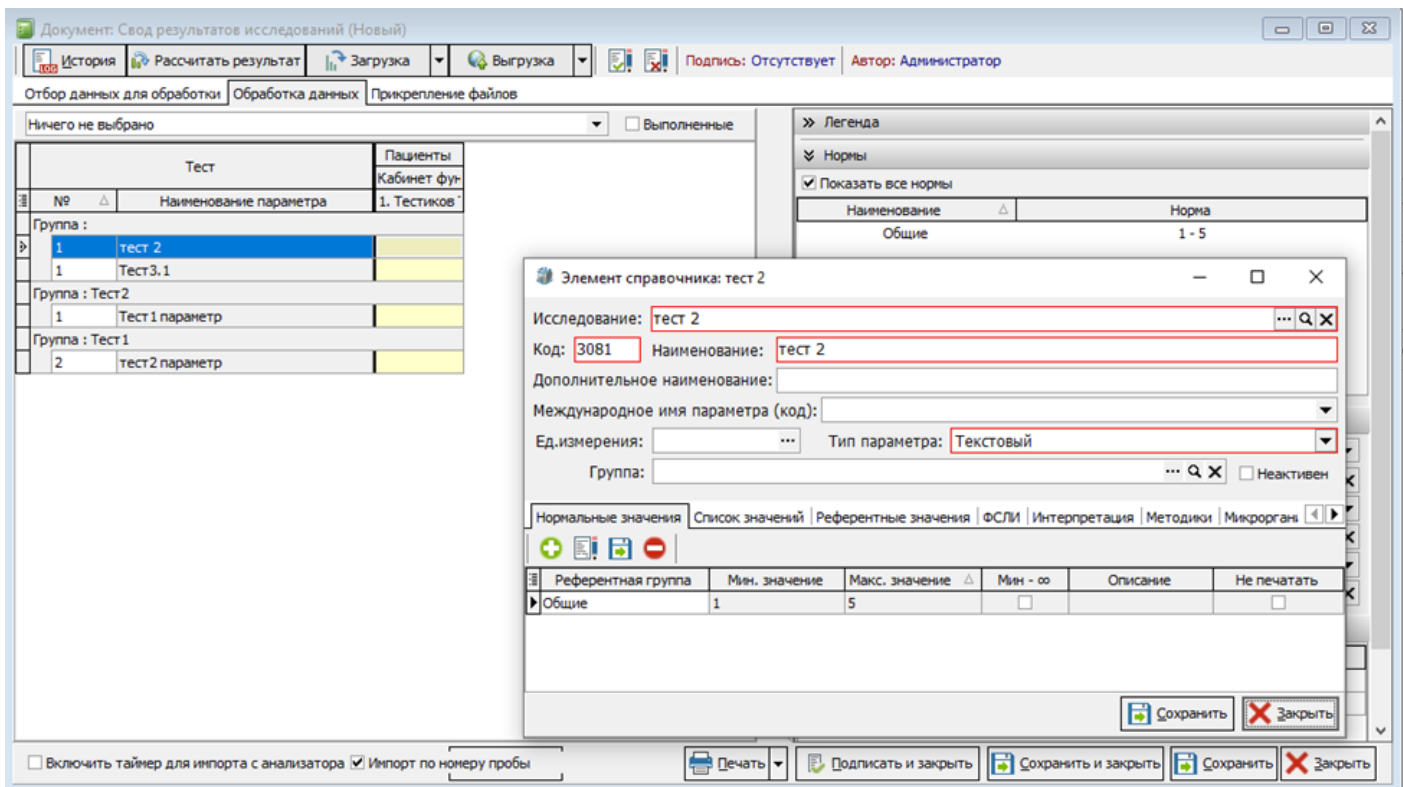 Документ: Свод результатов исследований (Новый)
История Рассчитать результат Загрузка Выгрузка Подпись: Отсутствует Автор: Администратор
Отбор данных для обработки Обработка данных Прикрепление файлов
Ничего не выбрано Выполненные
Тест Пациенты
Кабинет фун
№ Наименование параметра 1. Тестиков
Группа :
1 тест 2
1 Тест3.1
Группа : Тест2
1 Тест1 параметр
Группа : Тест1
2 тест2 параметр
Легенда
Нормы
Показать все нормы
Наименование Норма
Общие 1 - 5
Элемент справочника: тест 2
Исследование: тест 2
Код: 3081 Наименование: тест 2
Дополнительное наименование:
Международное имя параметра (код):
Ед.измерения: Тип параметра: Текстовый
Группа: Неактивен
Нормальные значения Список значений Референтные значения ФСЛИ Интерпретация Методики Микроорган
Референтная группа Мин. значение Макс. значение Мин - ∞ Описание Не печатать
Общие 1 5
Сохранить Закрыть
Включить таймер для импорта с анализатора Импорт по номеру пробы Печать Подписать и закрыть Сохранить и закрыть Сохранить Закрыть